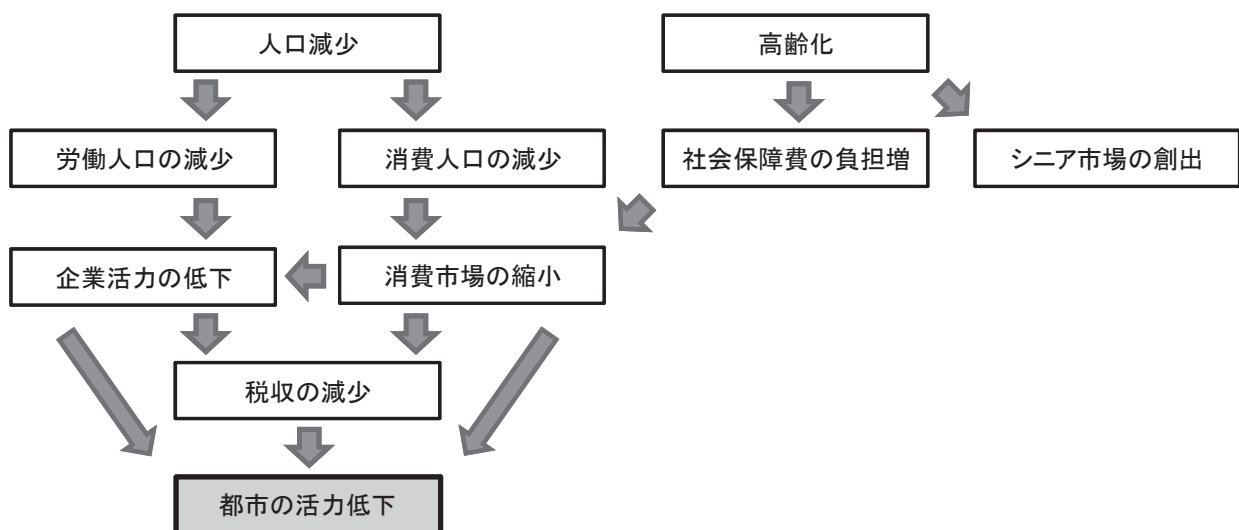 人口減少
高齢化
労働人口の減少
消費人口の減少
社会保障費の負担増
シニア市場の創出
企業活力の低下
消費市場の縮小
税収の減少
都市の活力低下